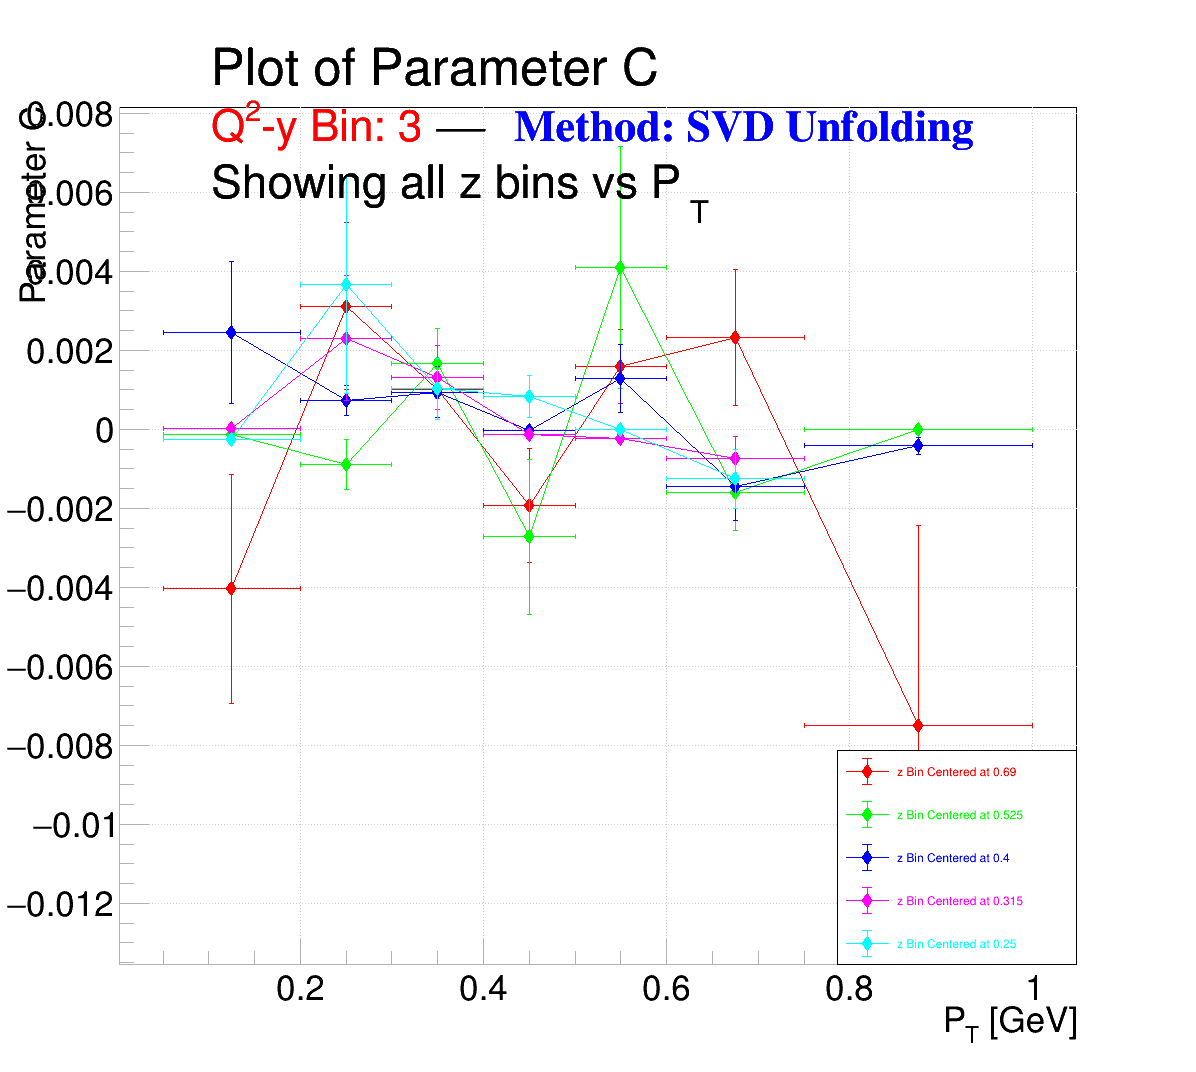 Plot of Parameter C
Q²-y Bin: 3 — Method: SVD Unfolding
Showing all z bins vs P_T
Parameter C
0.008
0.006
0.004
0.002
0
−0.002
−0.004
−0.006
−0.008
−0.01
−0.012
z Bin Centered at 0.69
z Bin Centered at 0.525
z Bin Centered at 0.4
z Bin Centered at 0.315
z Bin Centered at 0.25
0.2 0.4 0.6 0.8 1
P_T [GeV]